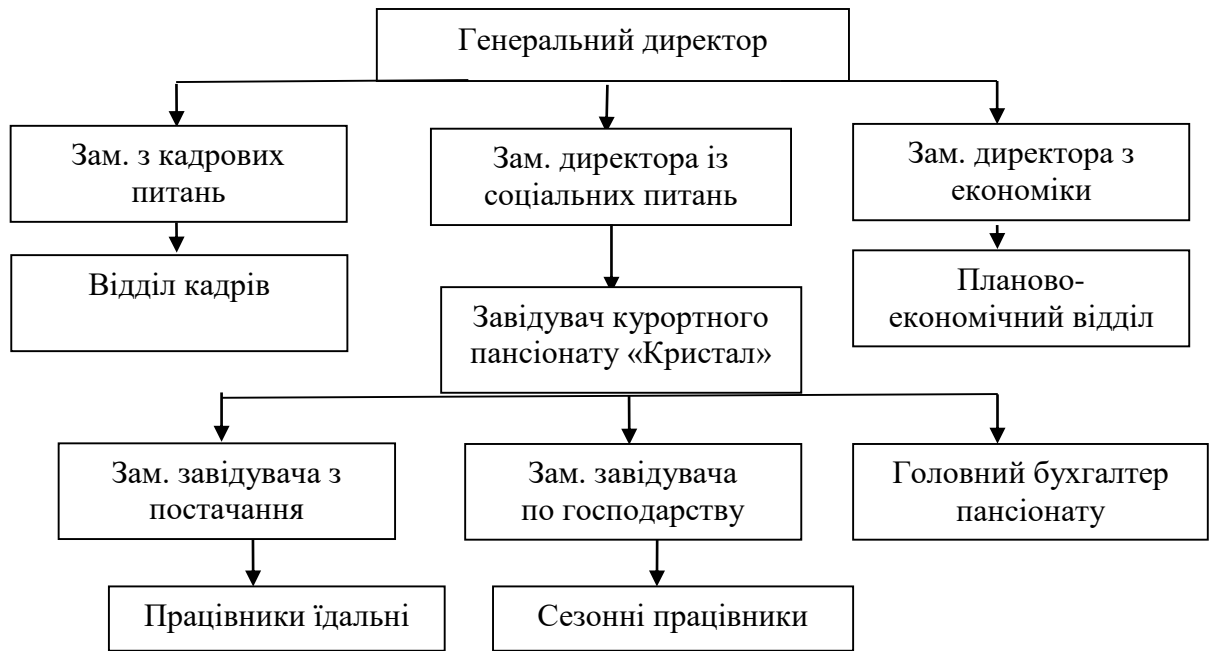 Генеральний директор
Зам. з кадрових
питань
Зам. директора із
соціальних питань
Зам. директора з
економіки
Відділ кадрів
Завідувач курортного
пансіонату «Кристал»
Планово-
економічний відділ
Зам. завідувача з
постачання
Зам. завідувача
по господарству
Головний бухгалтер
пансіонату
Працівники їдальні
Сезонні працівники